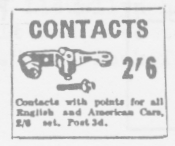 CONTACTS
2'6
Contacts with points for all
English and American Cars,
2/6 set. Post 3d.